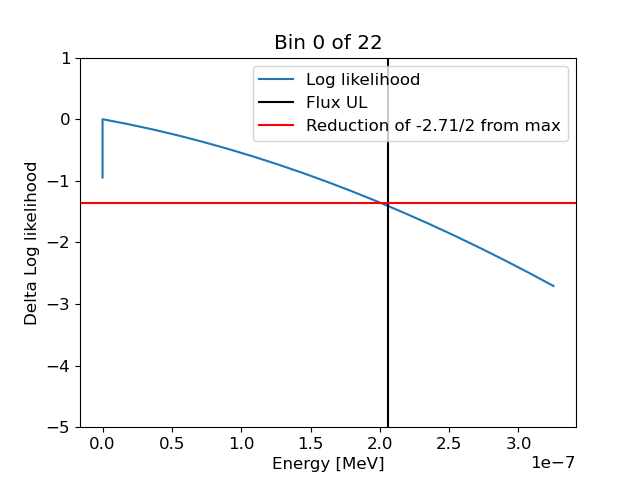 Bin 0 of 22
Log likelihood
Flux UL
Reduction of -2.71/2 from max
Delta Log likelihood
1
0
−1
−2
−3
−4
−5
0.0 0.5 1.0 1.5 2.0 2.5 3.0
1e−7
Energy [MeV]